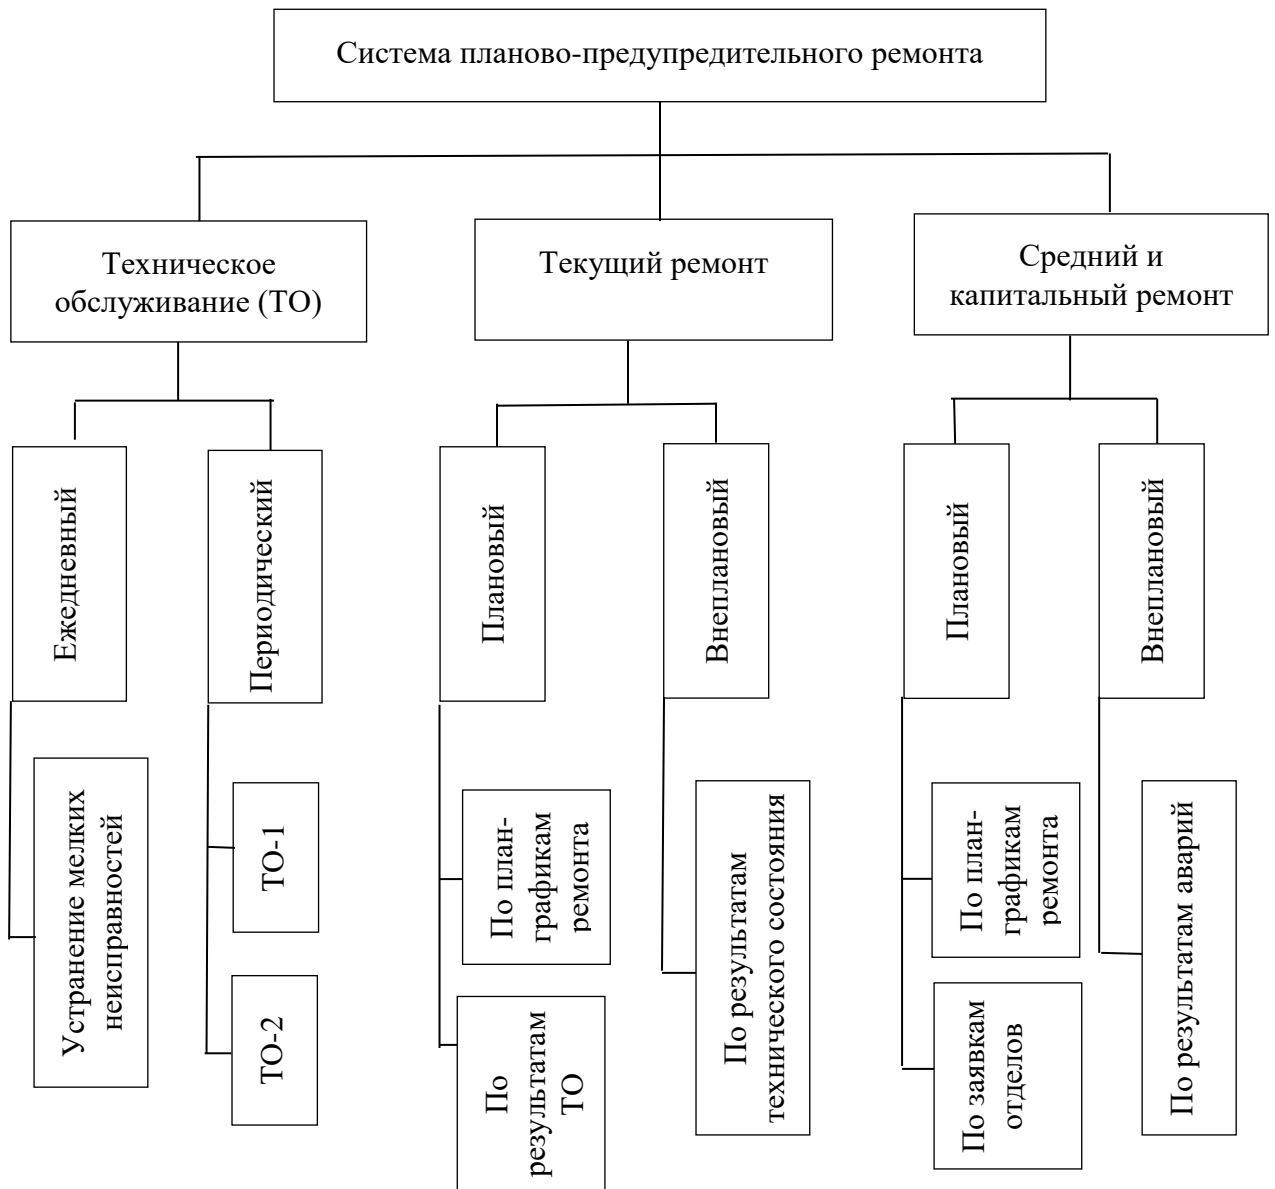 Система планово-предупредительного ремонта
Техническое
обслуживание (ТО)
Текущий ремонт
Средний и
капитальный ремонт
Ежедневный
Периодический
Плановый
Внеплановый
Плановый
Внеплановый
Устранение мелких
неисправностей
ТО-1
ТО-2
По план-
графикам
ремонта
По
результатам
ТО
По результатам
технического состояния
По план-
графикам
ремонта
По заявкам
отделов
По результатам аварий